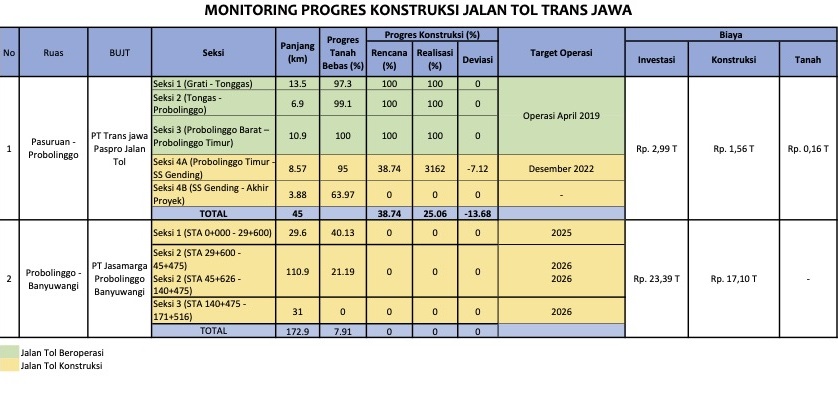 MONITORING PROGRES KONSTRUKSI JALAN TOL TRANS JAWA
No Ruas BUJT Seksi Panjang (km) Progres Tanah Bebas (%) Progres Konstruksi (%) Target Operasi Biaya
Rencana (%) Realisasi (%) Deviasi Investasi Konstruksi Tanah
1 Pasuruan - Probolinggo PT Trans jawa Paspro Jalan Tol
Seksi 1 (Grati - Tonggas) 13.5 97.3 100 100 0
Seksi 2 (Tongas - Probolinggo) 6.9 99.1 100 100 0 Operasi April 2019
Seksi 3 (Probolinggo Barat – Probolinggo Timur) 10.9 100 100 100 0
Seksi 4A (Probolinggo Timur - SS Gending) 8.57 95 38.74 3162 -7.12 Desember 2022
Seksi 4B (SS Gending - Akhir Proyek) 3.88 63.97 0 0 0 -
Rp. 2,99 T Rp. 1,56 T Rp. 0,16 T
TOTAL 45 38.74 25.06 -13.68
2 Probolinggo - Banyuwangi PT Jasamarga Probolinggo Banyuwangi
Seksi 1 (STA 0+000 - 29+600) 29.6 40.13 0 0 0 2025
Seksi 2 (STA 29+600 - 45+475)
Seksi 2 (STA 45+626 - 140+475) 110.9 21.19 0 0 0 2026
2026
Seksi 3 (STA 140+475 - 171+516) 31 0 0 0 0 2026
Rp. 23,39 T Rp. 17,10 T -
TOTAL 172.9 7.91 0 0 0
Jalan Tol Beroperasi
Jalan Tol Konstruksi